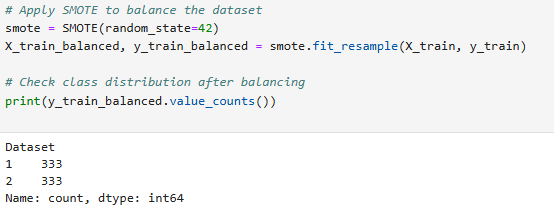 # Apply SMOTE to balance the dataset
smote = SMOTE(random_state=42)
X_train_balanced, y_train_balanced = smote.fit_resample(X_train, y_train)
# Check class distribution after balancing
print(y_train_balanced.value_counts())
Dataset
1    333
2    333
Name: count, dtype: int64